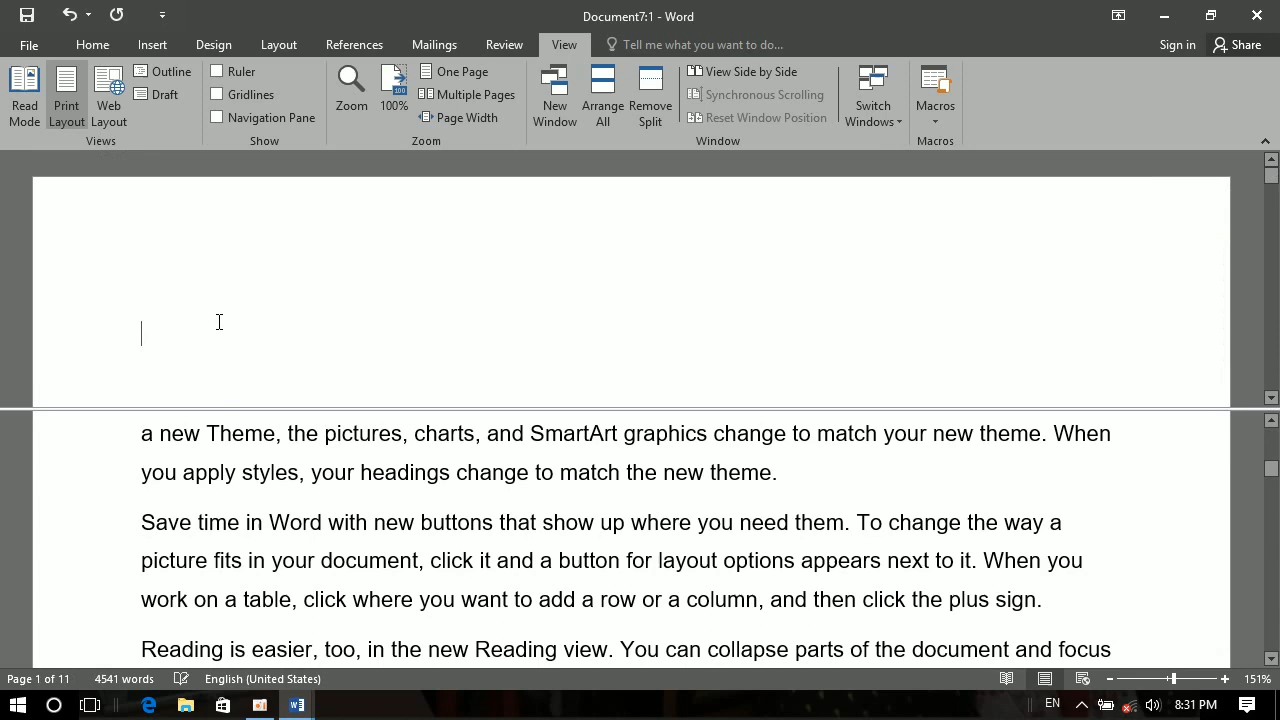 Document7:1 - Word
File Home Insert Design Layout References Mailings Review View Tell me what you want to do... Sign in Share
Read Mode
Print Layout
Web Layout
Outline
Draft
Views
Ruler
Gridlines
Navigation Pane
Show
Zoom
100%
One Page
Multiple Pages
Page Width
Zoom
New Window
Arrange All
Remove Split
View Side by Side
Synchronous Scrolling
Reset Window Position
Switch Windows
Window
Macros
Macros
a new Theme, the pictures, charts, and SmartArt graphics change to match your new theme. When
you apply styles, your headings change to match the new theme.
Save time in Word with new buttons that show up where you need them. To change the way a
picture fits in your document, click it and a button for layout options appears next to it. When you
work on a table, click where you want to add a row or a column, and then click the plus sign.
Reading is easier, too, in the new Reading view. You can collapse parts of the document and focus
Page 1 of 11 4541 words English (United States) 151%
EN 8:31 PM